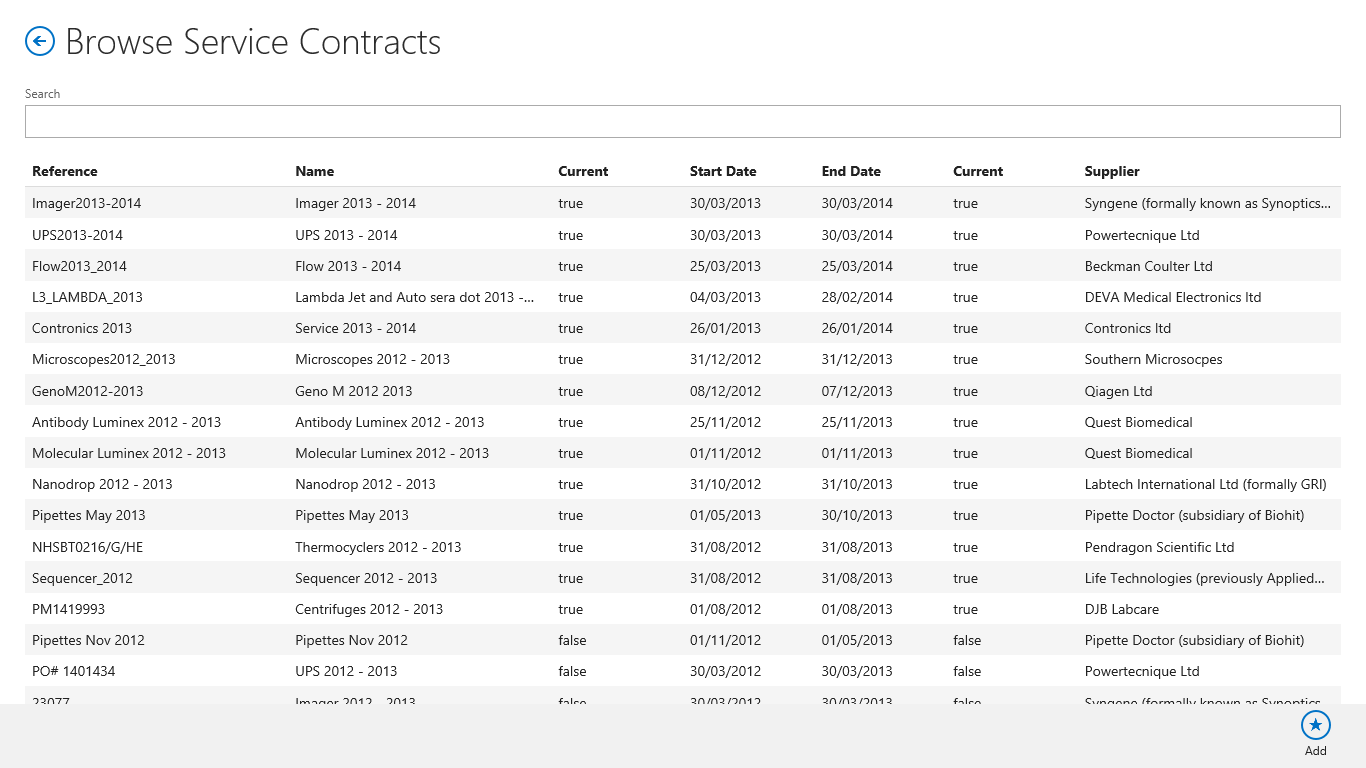 Browse Service Contracts
Search
Reference Name Current Start Date End Date Current Supplier
Imager2013-2014 Imager 2013 - 2014 true 30/03/2013 30/03/2014 true Syngene (formally known as Synoptics...
UPS2013-2014 UPS 2013 - 2014 true 30/03/2013 30/03/2014 true Powertecnique Ltd
Flow2013_2014 Flow 2013 - 2014 true 25/03/2013 25/03/2014 true Beckman Coulter Ltd
L3_LAMBDA_2013 Lambda Jet and Auto sera dot 2013 -... true 04/03/2013 28/02/2014 true DEVA Medical Electronics ltd
Contronics 2013 Service 2013 - 2014 true 26/01/2013 26/01/2014 true Contronics ltd
Microscopes2012_2013 Microscopes 2012 - 2013 true 31/12/2012 31/12/2013 true Southern Microsocpes
GenoM2012-2013 Geno M 2012 2013 true 08/12/2012 07/12/2013 true Qiagen Ltd
Antibody Luminex 2012 - 2013 Antibody Luminex 2012 - 2013 true 25/11/2012 25/11/2013 true Quest Biomedical
Molecular Luminex 2012 - 2013 Molecular Luminex 2012 - 2013 true 01/11/2012 01/11/2013 true Quest Biomedical
Nanodrop 2012 - 2013 Nanodrop 2012 - 2013 true 31/10/2012 31/10/2013 true Labtech International Ltd (formally GRI)
Pipettes May 2013 Pipettes May 2013 true 01/05/2013 30/10/2013 true Pipette Doctor (subsidiary of Biohit)
NHSBT0216/G/HE Thermocyclers 2012 - 2013 true 31/08/2012 31/08/2013 true Pendragon Scientific Ltd
Sequencer_2012 Sequencer 2012 - 2013 true 31/08/2012 31/08/2013 true Life Technologies (previously Applied...
PM1419993 Centrifuges 2012 - 2013 true 01/08/2012 01/08/2013 true DJB Labcare
Pipettes Nov 2012 Pipettes Nov 2012 false 01/11/2012 01/05/2013 false Pipette Doctor (subsidiary of Biohit)
PO# 1401434 UPS 2012 - 2013 false 30/03/2012 30/03/2013 false Powertecnique Ltd
23077 Imager 2012 - 2013 false 30/03/2012 30/03/2013 false Syngene (formally known as Synoptics...
Add